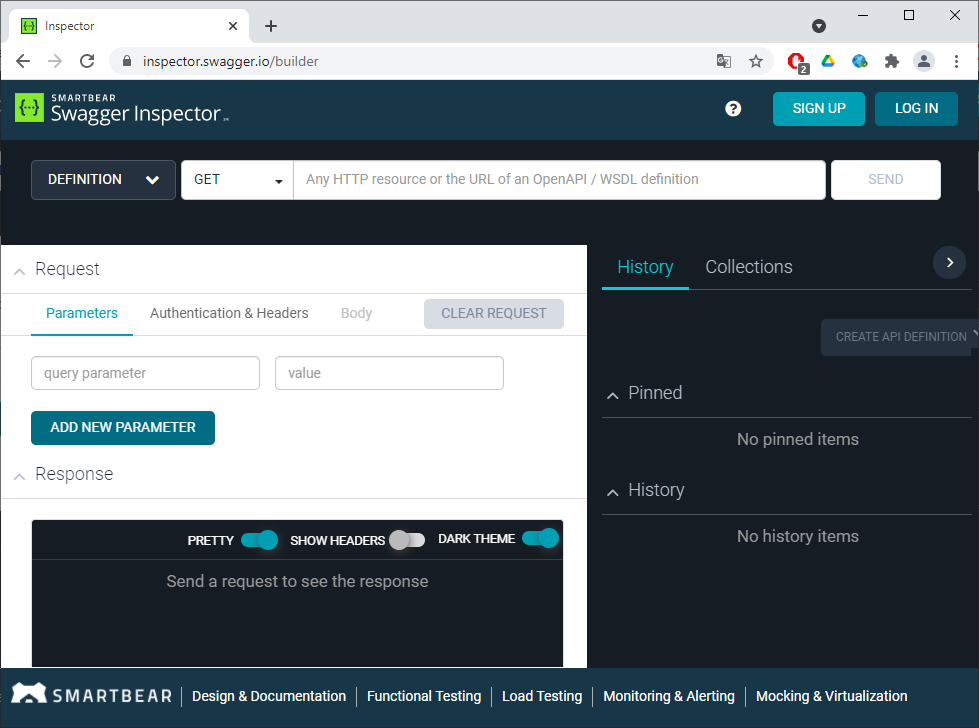 Inspector
inspector.swagger.io/builder
2
SMARTBEAR
Swagger Inspector
SIGN UP
LOG IN
DEFINITION
GET
Any HTTP resource or the URL of an OpenAPI / WSDL definition
SEND
Request
Parameters
Authentication & Headers
Body
CLEAR REQUEST
query parameter
value
ADD NEW PARAMETER
Response
PRETTY
SHOW HEADERS
DARK THEME
Send a request to see the response
History
Collections
CREATE API DEFINITION
Pinned
No pinned items
History
No history items
SMARTBEAR
Design & Documentation
Functional Testing
Load Testing
Monitoring & Alerting
Mocking & Virtualization